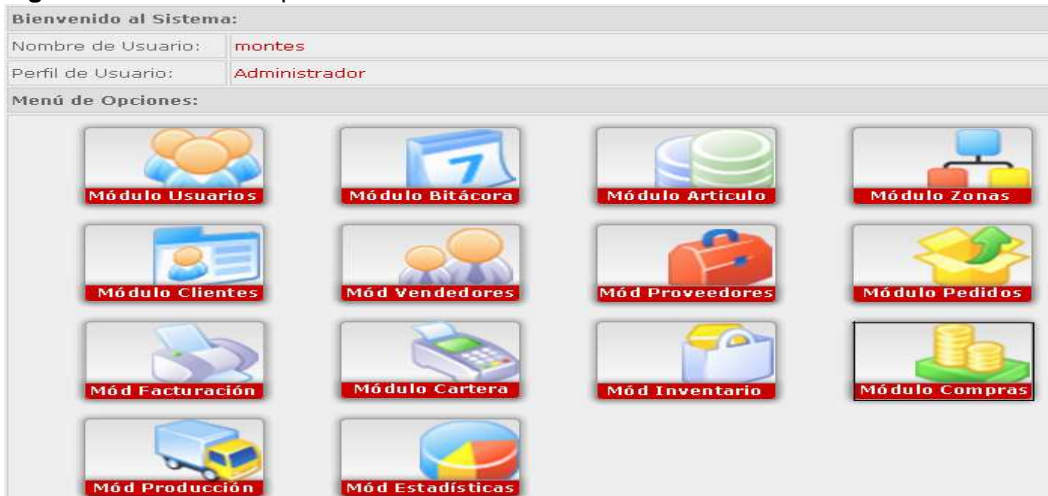 Bienvenido al Sistema:
Nombre de Usuario: montes
Perfil de Usuario: Administrador
Menú de Opciones:
7
Módulo Usuarios Módulo Bitácora Módulo Articulo Módulo Zonas
Módulo Clientes Mód Vendedores Mód Proveedores Módulo Pedidos
Mód Facturación Módulo Cartera Mód Inventario Módulo Compras
Mód Producción Mód Estadísticas